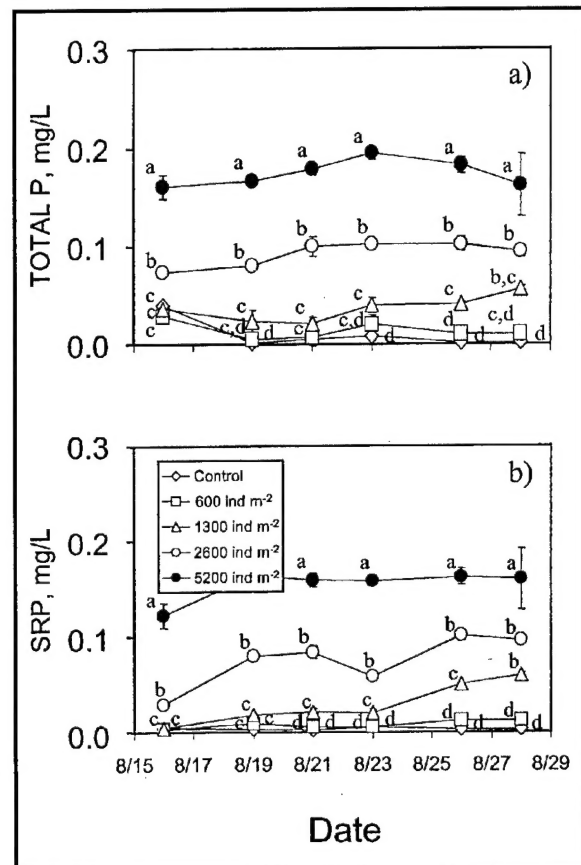 a)
TOTAL P, mg/L
0.3
0.2
0.1
0.0
a a a a a a
b b b b b b
c c c c c b,c
c c,d c,d d c,d
c d d d
b)
SRP, mg/L
0.3
0.2
0.1
0.0
Control
600 ind m-2
1300 ind m-2
2600 ind m-2
5200 ind m-2
a a a a a
b b b b b b
c c c c c b
c c d d d d
d d d d
8/15 8/17 8/19 8/21 8/23 8/25 8/27 8/29
Date